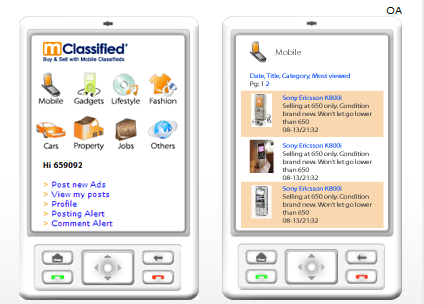 OA
mClassified®
Buy & Sell with Mobile Classifieds
Mobile Gadgets Lifestyle Fashion
Cars Property Jobs Others
Hi 659092
> Post new Ads
> View my posts
> Profile
> Posting Alert
> Comment Alert
Mobile
Date, Title, Category, Most viewed
Pg: 1 2
Sony Ericsson K800i
Selling at 650 only. Condition
brand new. Won't let go lower
than 650
08-13/21:32
Sony Ericsson K800i
Selling at 650 only. Condition
brand new. Won't let go lower
than 650
08-13/21:32
Sony Ericsson K800i
Selling at 650 only. Condition
brand new. Won't let go lower
than 650
08-13/21:32